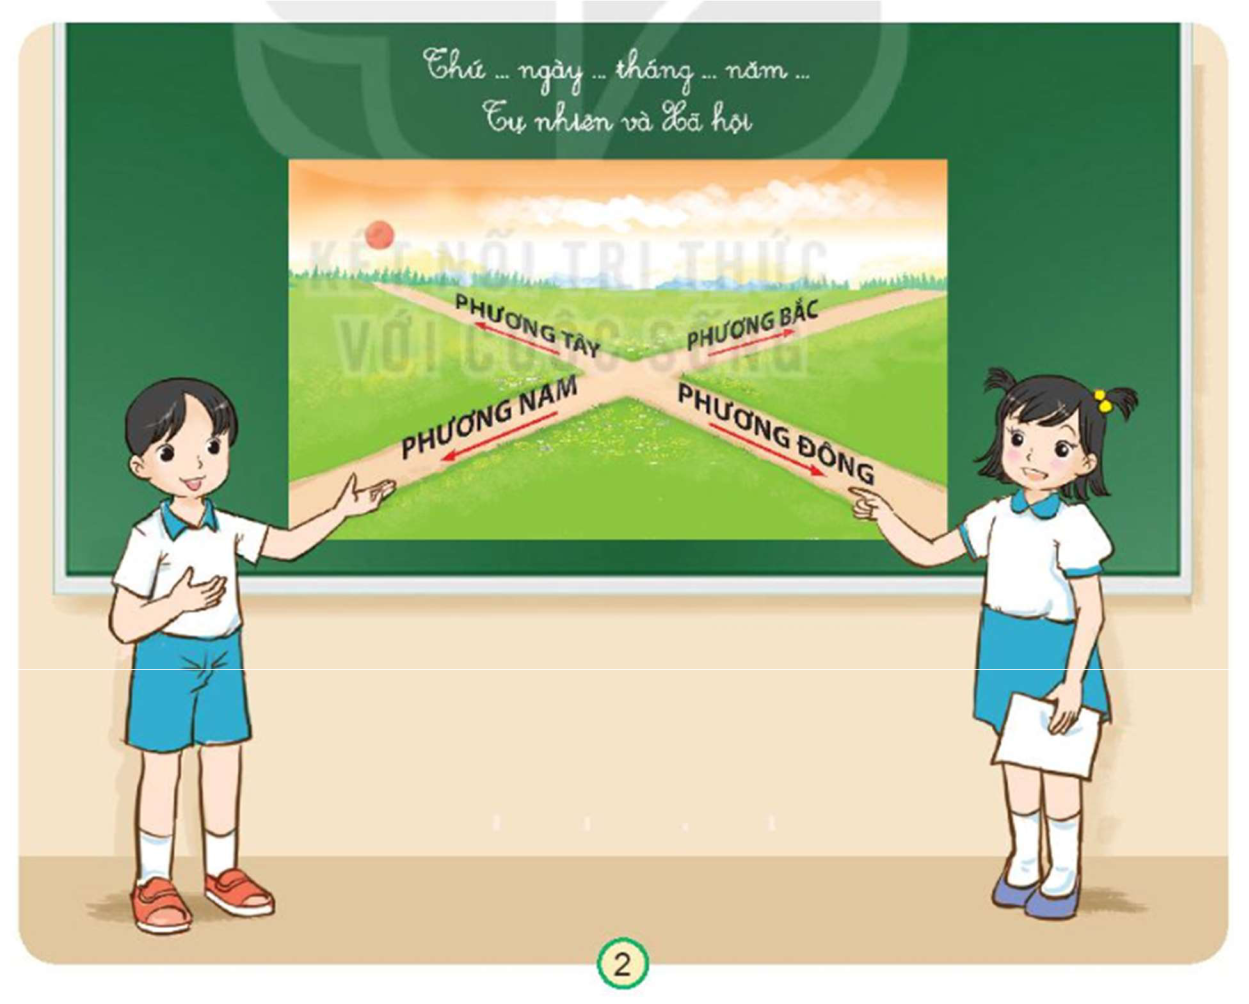 Thứ ... ngày ... tháng ... năm ...
Tự nhiên và Xã hội
KẾT NỐI TRI THỨC
VỚI CUỘC SỐNG
PHƯƠNG TÂY
PHƯƠNG BẮC
PHƯƠNG NAM
PHƯƠNG ĐÔNG
2